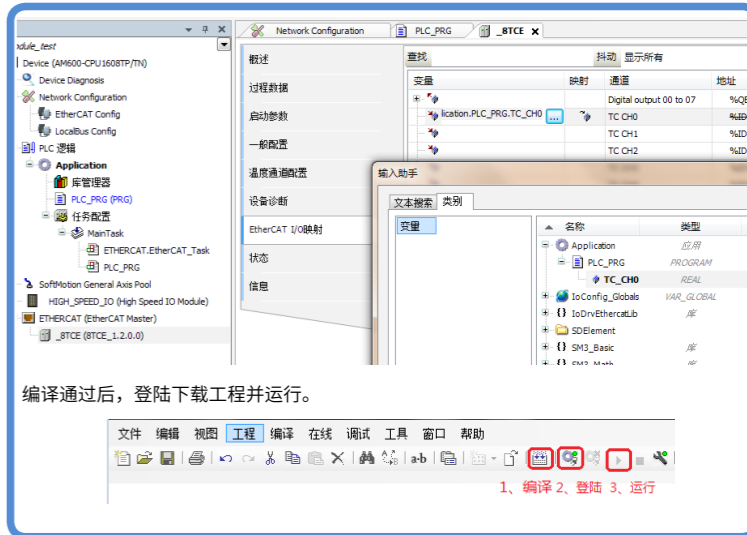 Network Configuration
PLC_PRG
_8TCE
Device (AM600-CPU1608TP/TN)
Device Diagnosis
Network Configuration
EtherCAT Config
LocalBus Config
PLC 逻辑
Application
库管理器
PLC_PRG (PRG)
任务配置
MainTask
ETHERCAT.EtherCAT_Task
PLC_PRG
SoftMotion General Axis Pool
HIGH_SPEED_IO (High Speed IO Module)
ETHERCAT (EtherCAT Master)
_8TCE (8TCE_1.2.0.0)
概述
过程数据
启动参数
一般配置
温度通道配置
设备诊断
EtherCAT I/O映射
状态
信息
查找 抖动 显示所有
变量 映射 通道 地址
Digital output 00 to 07 %QB
lication.PLC_PRG.TC_CH0 ... TC CH0 %ID
TC CH1 %ID
TC CH2 %ID
输入助手
文本搜索 类别
变量
名称 类型
Application 应用
PLC_PRG PROGRAM
TC_CH0 REAL
IoConfig_Globals VAR_GLOBAL
IoDrvEthercatLib 库
SDElement
SM3_Basic 库
SM3_Math 库
编译通过后，登陆下载工程并运行。
文件 编辑 视图 工程 编译 在线 调试 工具 窗口 帮助
1、编译 2、登陆 3、运行